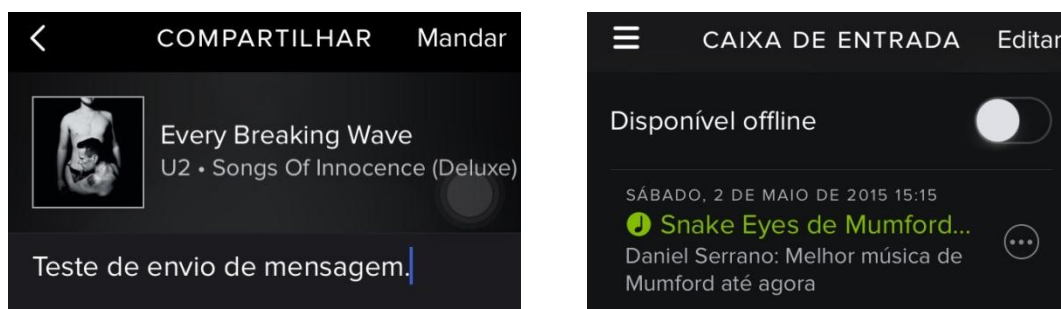 COMPARTILHAR Mandar
Every Breaking Wave
U2 • Songs Of Innocence (Deluxe)
Teste de envio de mensagem.
CAIXA DE ENTRADA Editar
Disponível offline
SÁBADO, 2 DE MAIO DE 2015 15:15
Snake Eyes de Mumford...
Daniel Serrano: Melhor música de
Mumford até agora